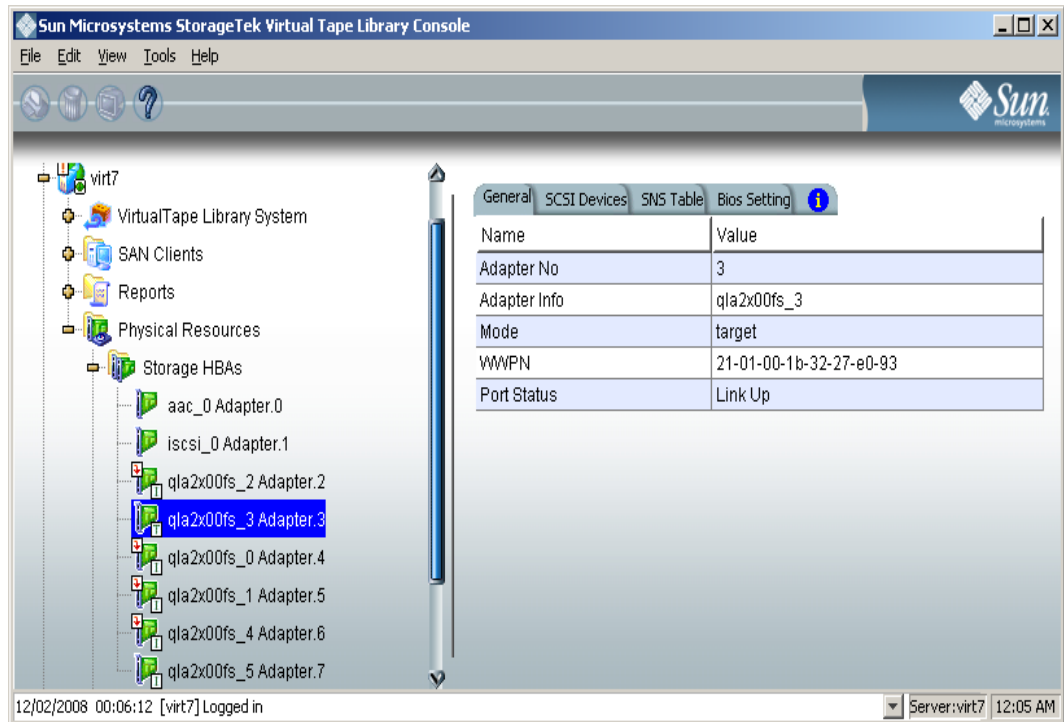 Sun Microsystems StorageTek Virtual Tape Library Console
File Edit View Tools Help
Sun
microsystems
virt7
VirtualTape Library System
SAN Clients
Reports
Physical Resources
Storage HBAs
aac_0 Adapter.0
iscsi_0 Adapter.1
qla2x00fs_2 Adapter.2
qla2x00fs_3 Adapter.3
qla2x00fs_0 Adapter.4
qla2x00fs_1 Adapter.5
qla2x00fs_4 Adapter.6
qla2x00fs_5 Adapter.7
General SCSI Devices SNS Table Bios Setting i
Name Value
Adapter No 3
Adapter Info qla2x00fs_3
Mode target
WWPN 21-01-00-1b-32-27-e0-93
Port Status Link Up
12/02/2008 00:06:12 [virt7] Logged in Server:virt7 12:05 AM